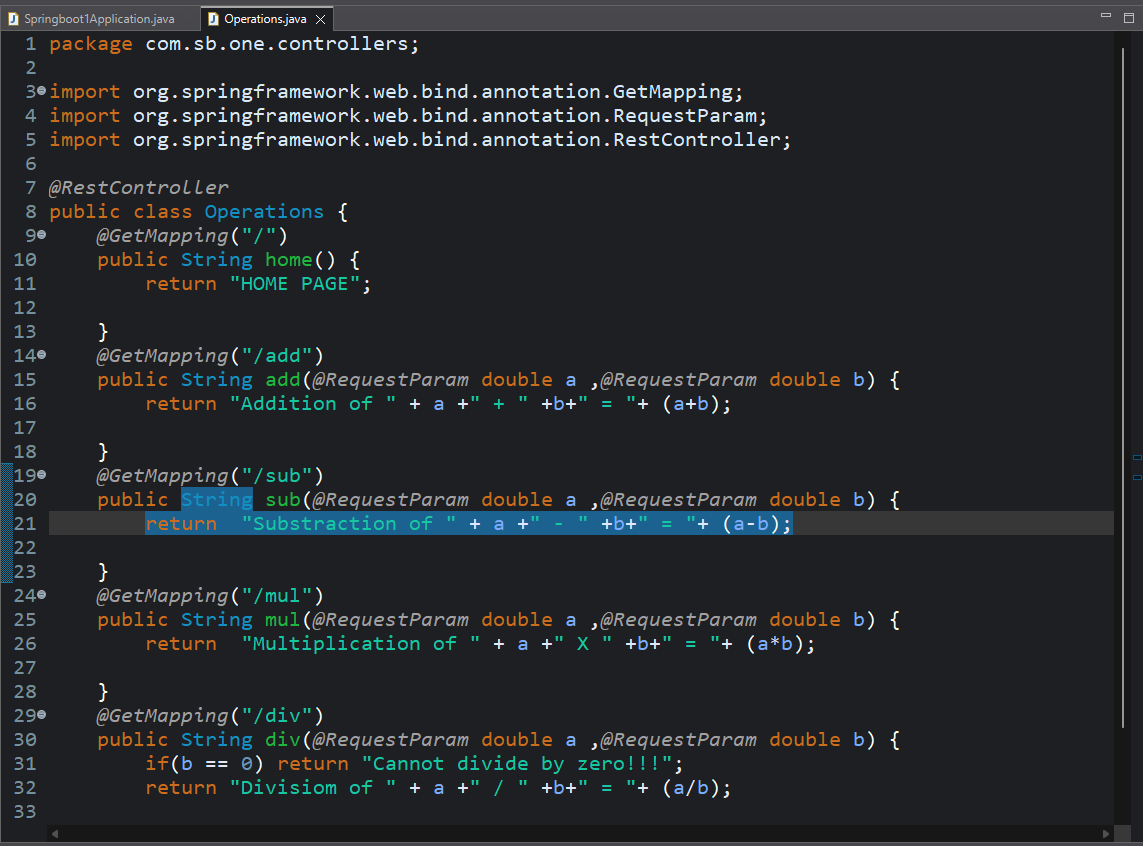 Springboot1Application.java Operations.java
1 package com.sb.one.controllers;
2
3 import org.springframework.web.bind.annotation.GetMapping;
4 import org.springframework.web.bind.annotation.RequestParam;
5 import org.springframework.web.bind.annotation.RestController;
6
7 @RestController
8 public class Operations {
9     @GetMapping("/")
10     public String home() {
11         return "HOME PAGE";
12
13     }
14     @GetMapping("/add")
15     public String add(@RequestParam double a ,@RequestParam double b) {
16         return "Addition of " + a +" + " +b+" = "+ (a+b);
17
18     }
19     @GetMapping("/sub")
20     public String sub(@RequestParam double a ,@RequestParam double b) {
21         return  "Substraction of " + a +" - " +b+" = "+ (a-b);
22
23     }
24     @GetMapping("/mul")
25     public String mul(@RequestParam double a ,@RequestParam double b) {
26         return  "Multiplication of " + a +" X " +b+" = "+ (a*b);
27
28     }
29     @GetMapping("/div")
30     public String div(@RequestParam double a ,@RequestParam double b) {
31         if(b == 0) return "Cannot divide by zero!!!";
32         return "Divisiom of " + a +" / " +b+" = "+ (a/b);
33